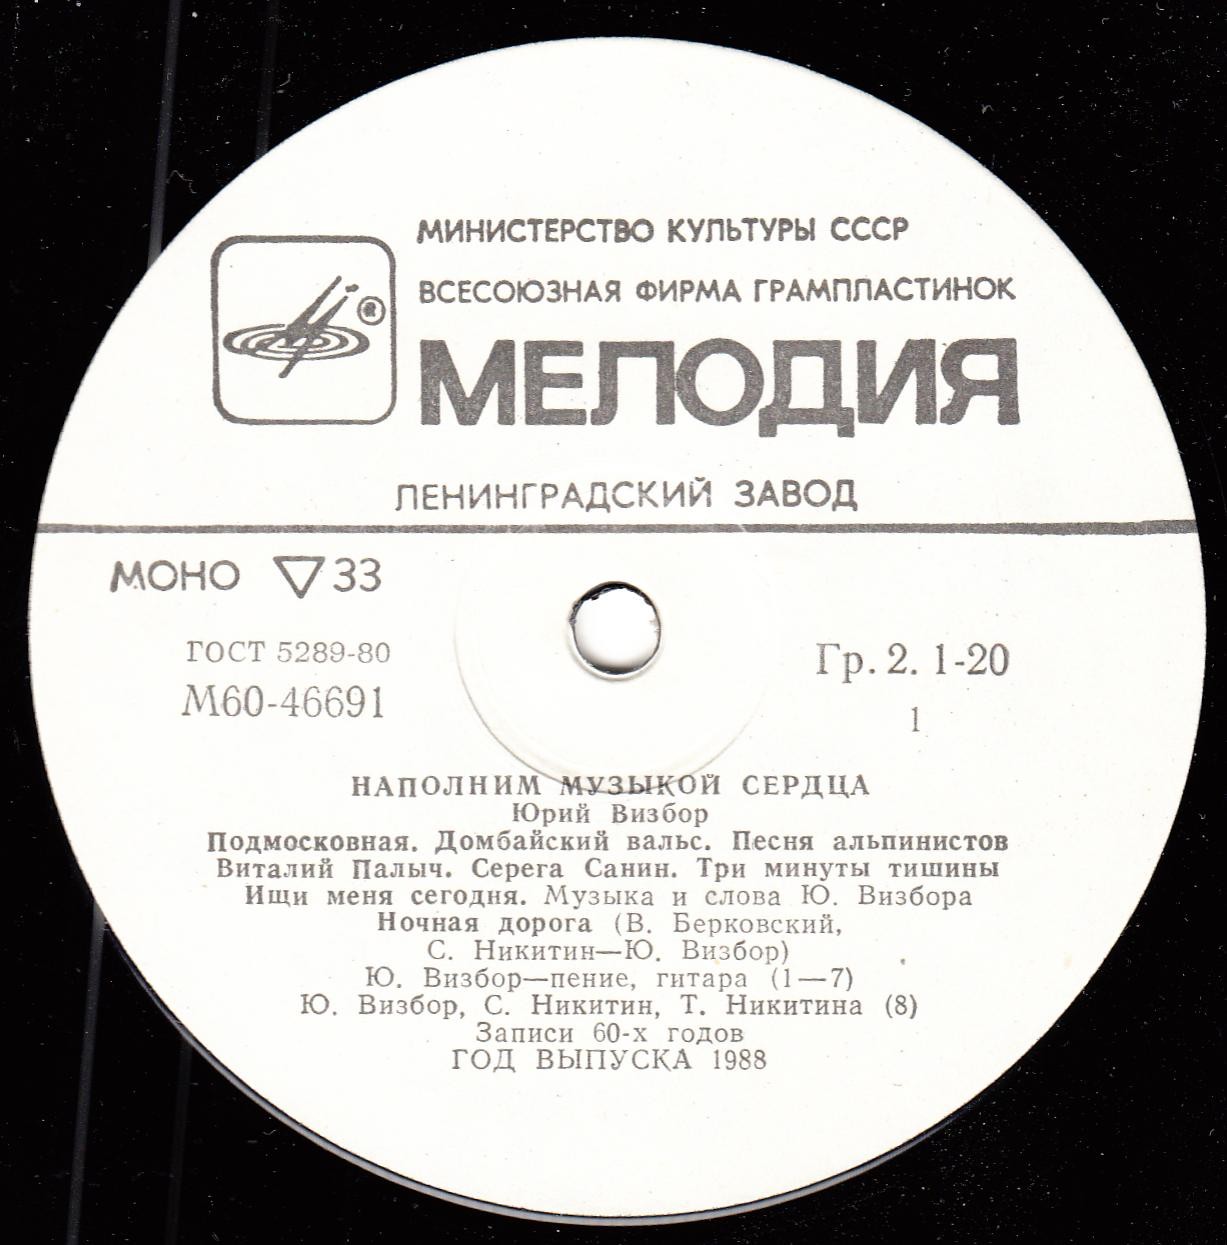 МИНИСТЕРСТВО КУЛЬТУРЫ СССР
ВСЕСОЮЗНАЯ ФИРМА ГРАМПЛАСТИНОК
®
МЕЛОДИЯ
ЛЕНИНГРАДСКИЙ ЗАВОД
МОНО ▽ 33
ГОСТ 5289-80
М60-46691
Гр. 2. 1-20
1
НАПОЛНИМ МУЗЫКОЙ СЕРДЦА
Юрий Визбор
Подмосковная. Домбайский вальс. Песня альпинистов
Виталий Палыч. Серега Санин. Три минуты тишины
Ищи меня сегодня. Музыка и слова Ю. Визбора
Ночная дорога (В. Берковский,
С. Никитин—Ю. Визбор)
Ю. Визбор—пение, гитара (1—7)
Ю. Визбор, С. Никитин, Т. Никитина (8)
Записи 60-х годов
ГОД ВЫПУСКА 1988